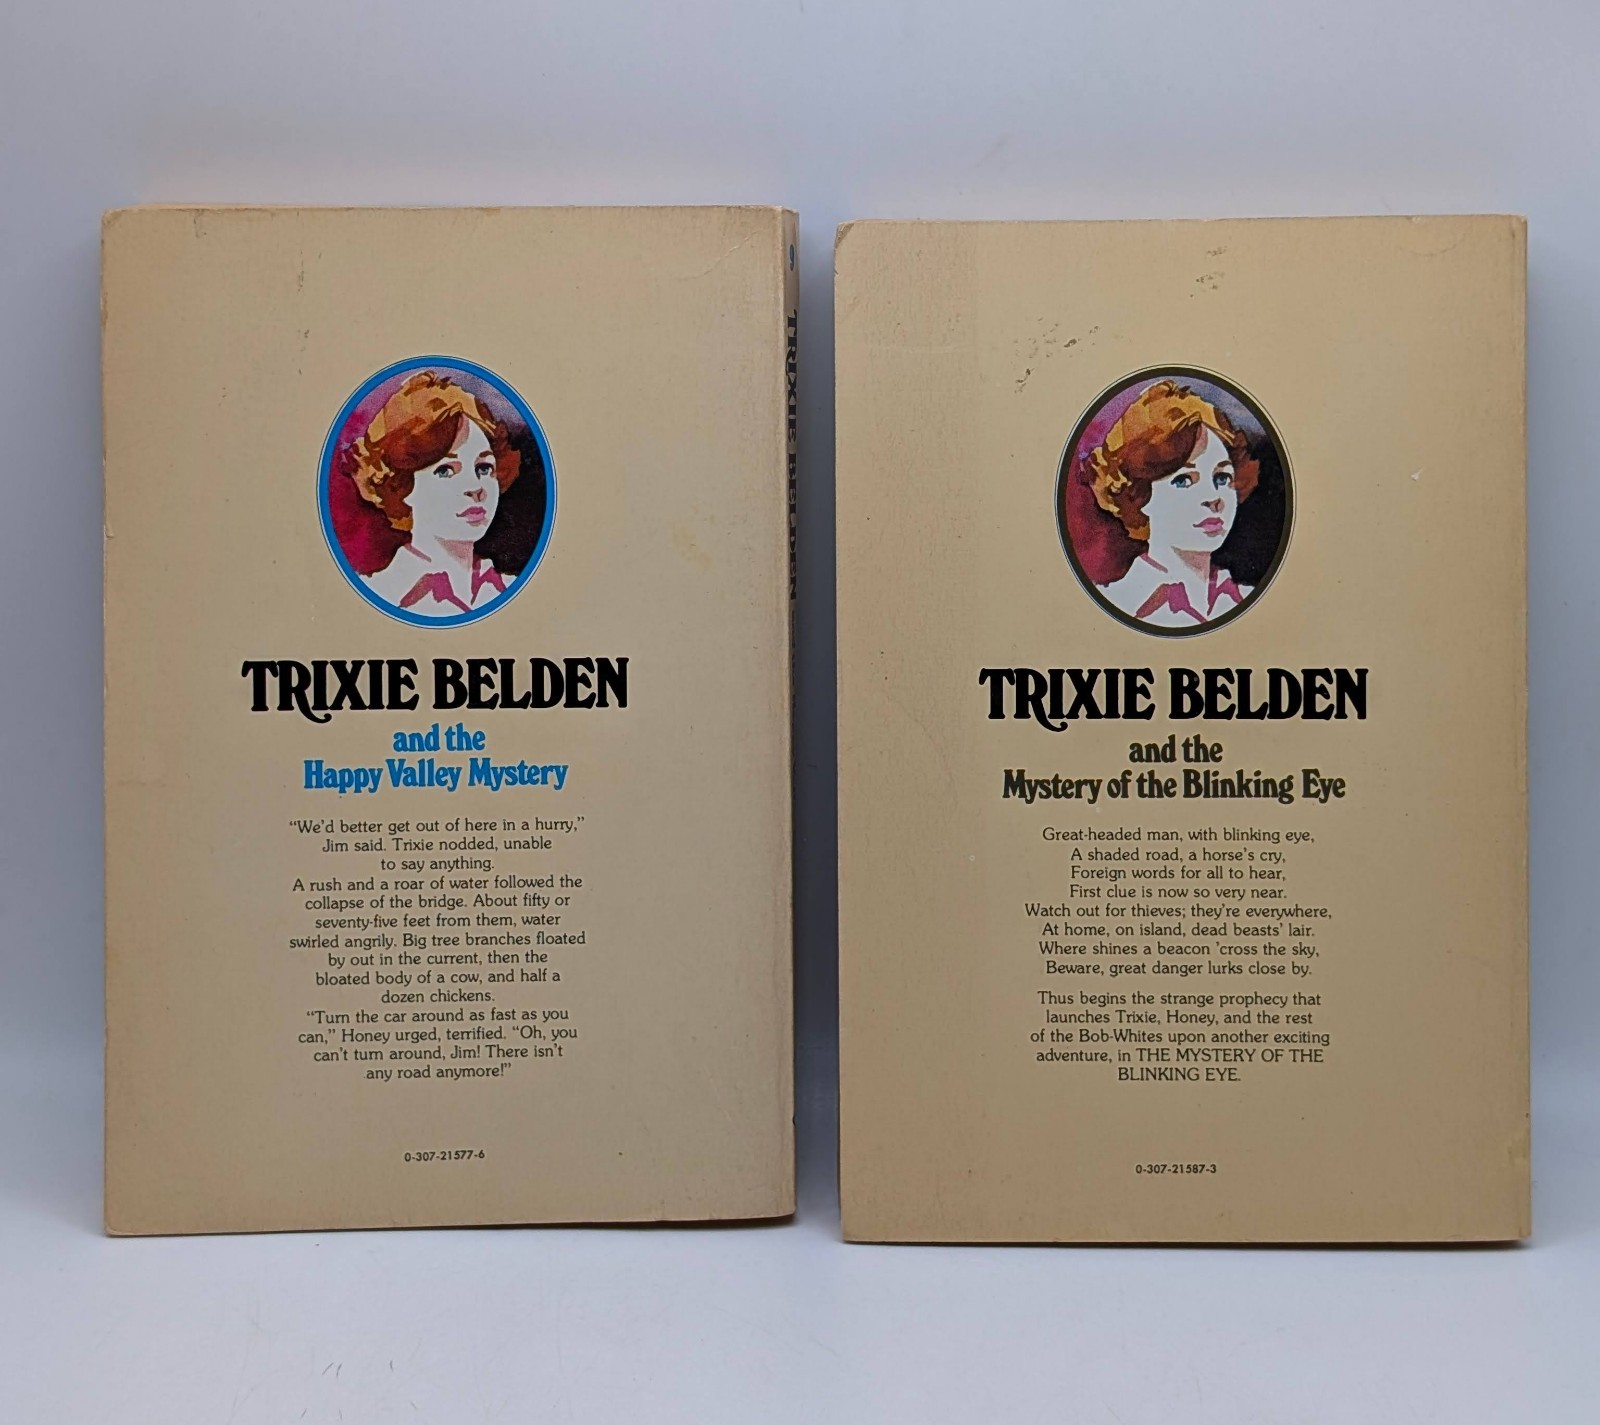 TRIXIE BELDEN
and the
Happy Valley Mystery
“We’d better get out of here in a hurry,”
Jim said. Trixie nodded, unable
to say anything.
A rush and a roar of water followed the
collapse of the bridge. About fifty or
seventy-five feet from them, water
swirled angrily. Big tree branches floated
by out in the current, then the
bloated body of a cow, and half a
dozen chickens.
“Turn the car around as fast as you
can,” Honey urged, terrified. “Oh, you
can’t turn around, Jim! There isn’t
any road anymore!”
0-307-21577-6
9
TRIXIE BELDEN
TRIXIE BELDEN
and the
Mystery of the Blinking Eye
Great-headed man, with blinking eye,
A shaded road, a horse’s cry,
Foreign words for all to hear,
First clue is now so very near.
Watch out for thieves; they’re everywhere,
At home, on island, dead beasts’ lair.
Where shines a beacon ’cross the sky,
Beware, great danger lurks close by.
Thus begins the strange prophecy that
launches Trixie, Honey, and the rest
of the Bob-Whites upon another exciting
adventure, in THE MYSTERY OF THE
BLINKING EYE.
0-307-21587-3